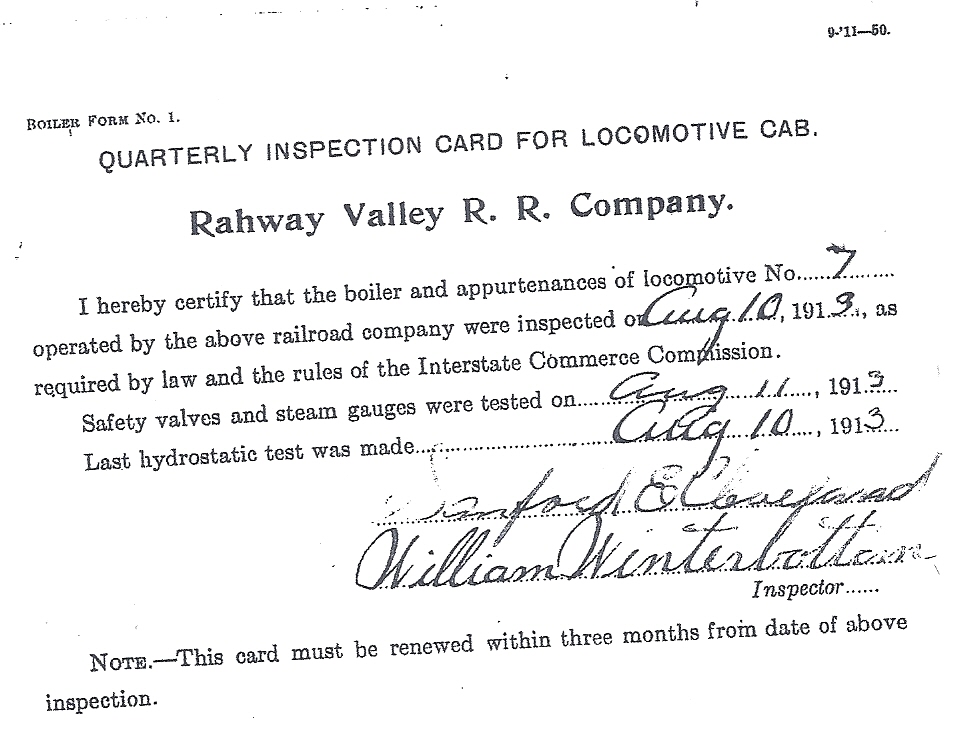 9-'11—50.
BOILER FORM NO. 1.
QUARTERLY INSPECTION CARD FOR LOCOMOTIVE CAB.
Rahway Valley R. R. Company.
I hereby certify that the boiler and appurtenances of locomotive No......7.........
operated by the above railroad company were inspected on Aug 10, 1913., as
required by law and the rules of the Interstate Commerce Commission.
Safety valves and steam gauges were tested on.....Aug 11...., 1913...
Last hydrostatic test was made.....Aug 10...., 1913...
E
William Winterbottom
Inspector......
NOTE.—This card must be renewed within three months from date of above
inspection.